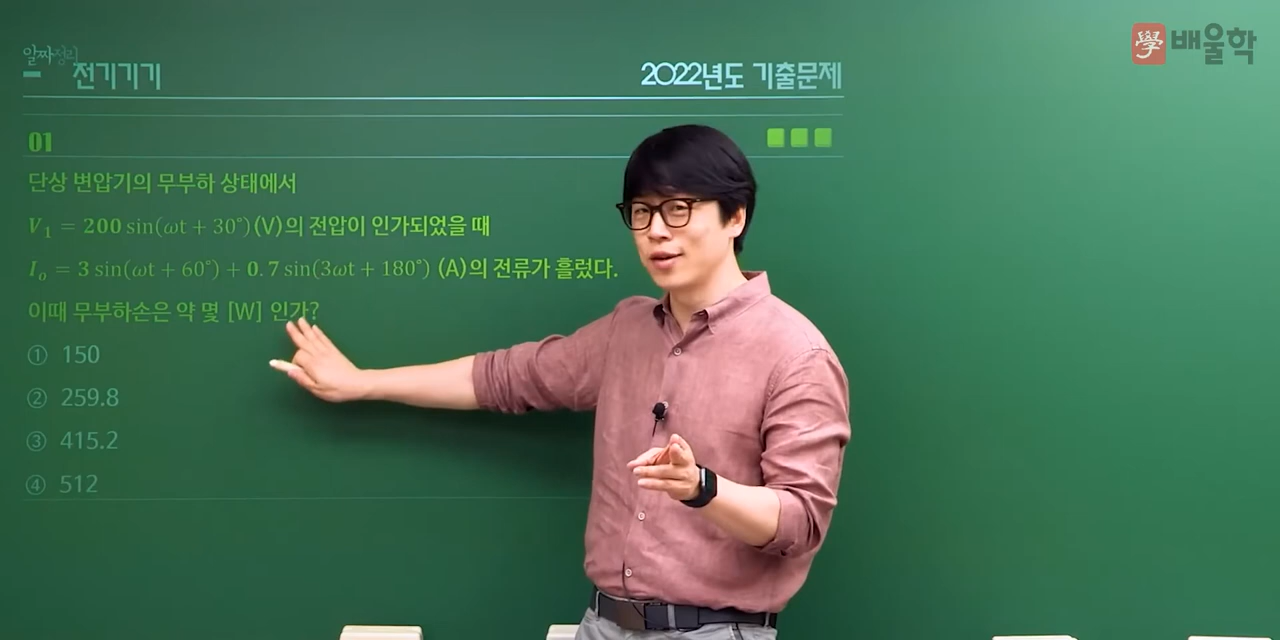 알짜정리
전기기기
2022년도 기출문제
學 배울학
01
단상 변압기의 무부하 상태에서
V₁ = 200 sin(ωt + 30°)(V)의 전압이 인가되었을 때
Iₒ = 3 sin(ωt + 60°) + 0.7 sin(3ωt + 180°) (A)의 전류가 흘렀다.
이때 무부하손은 약 몇 [W] 인가?
① 150
② 259.8
③ 415.2
④ 512